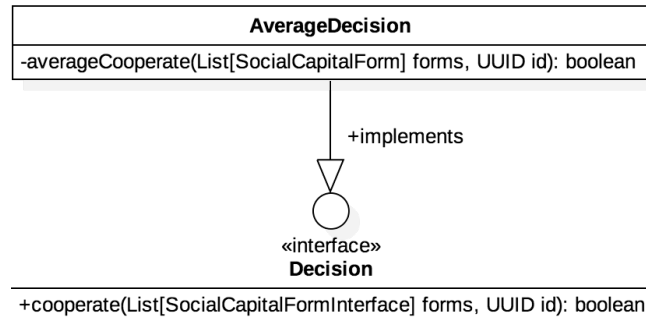 AverageDecision
-averageCooperate(List[SocialCapitalForm] forms, UUID id): boolean
+implements
«interface»
Decision
+cooperate(List[SocialCapitalFormInterface] forms, UUID id): boolean